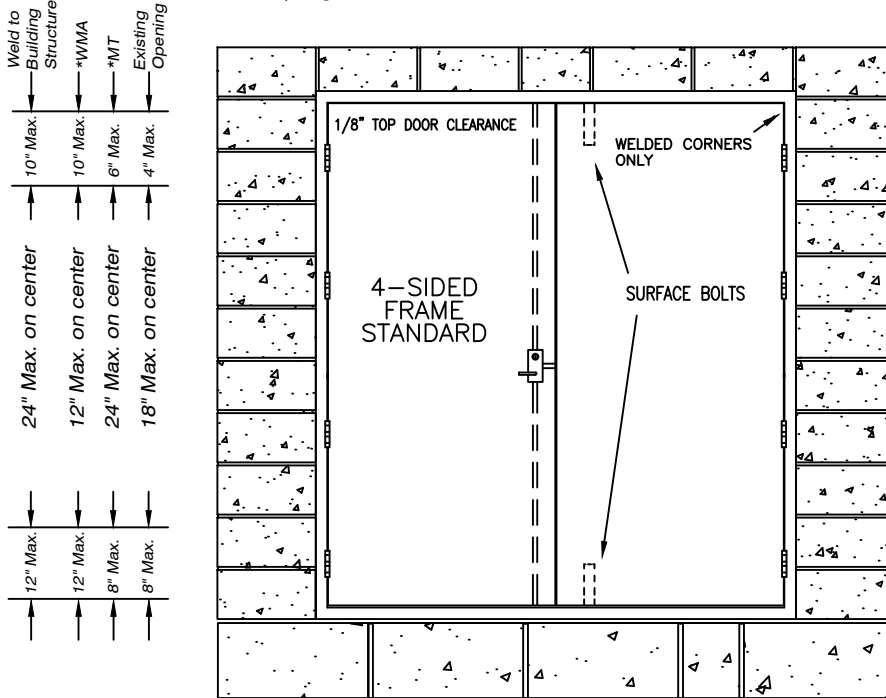 Weld to
Building
Structure
*WMA
*MT
Existing
Opening
10" Max.
10" Max.
6" Max.
4" Max.
24" Max. on center
12" Max. on center
24" Max. on center
18" Max. on center
12" Max.
12" Max.
8" Max.
8" Max.
1/8" TOP DOOR CLEARANCE
WELDED CORNERS
ONLY
4-SIDED
FRAME
STANDARD
SURFACE BOLTS